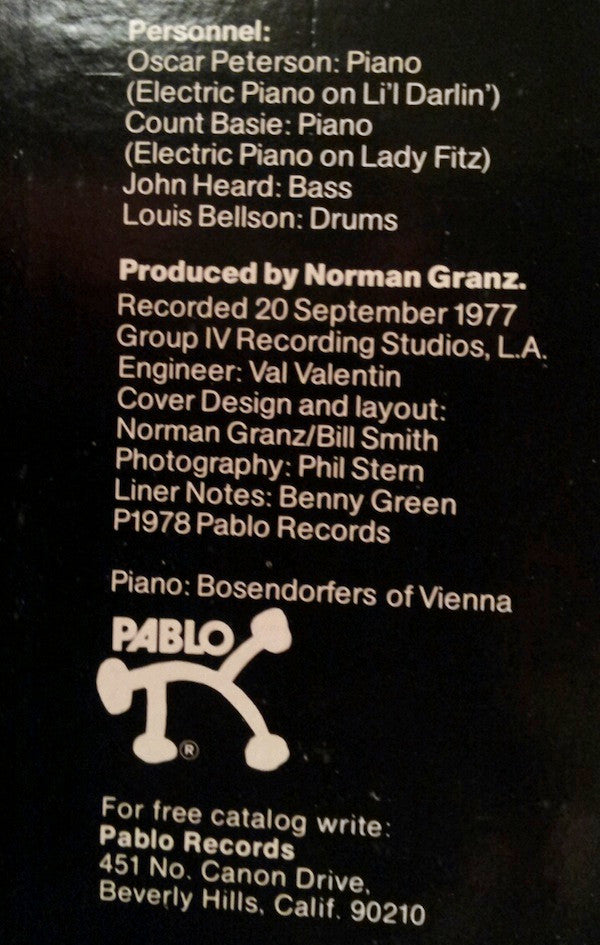 Personnel:
Oscar Peterson: Piano
(Electric Piano on Li'l Darlin')
Count Basie: Piano
(Electric Piano on Lady Fitz)
John Heard: Bass
Louis Bellson: Drums
Produced by Norman Granz.
Recorded 20 September 1977
Group IV Recording Studios, L.A.
Engineer: Val Valentin
Cover Design and layout:
Norman Granz/Bill Smith
Photography: Phil Stern
Liner Notes: Benny Green
P1978 Pablo Records
Piano: Bosendorfers of Vienna
PABLO
®
For free catalog write:
Pablo Records
451 No. Canon Drive,
Beverly Hills, Calif. 90210